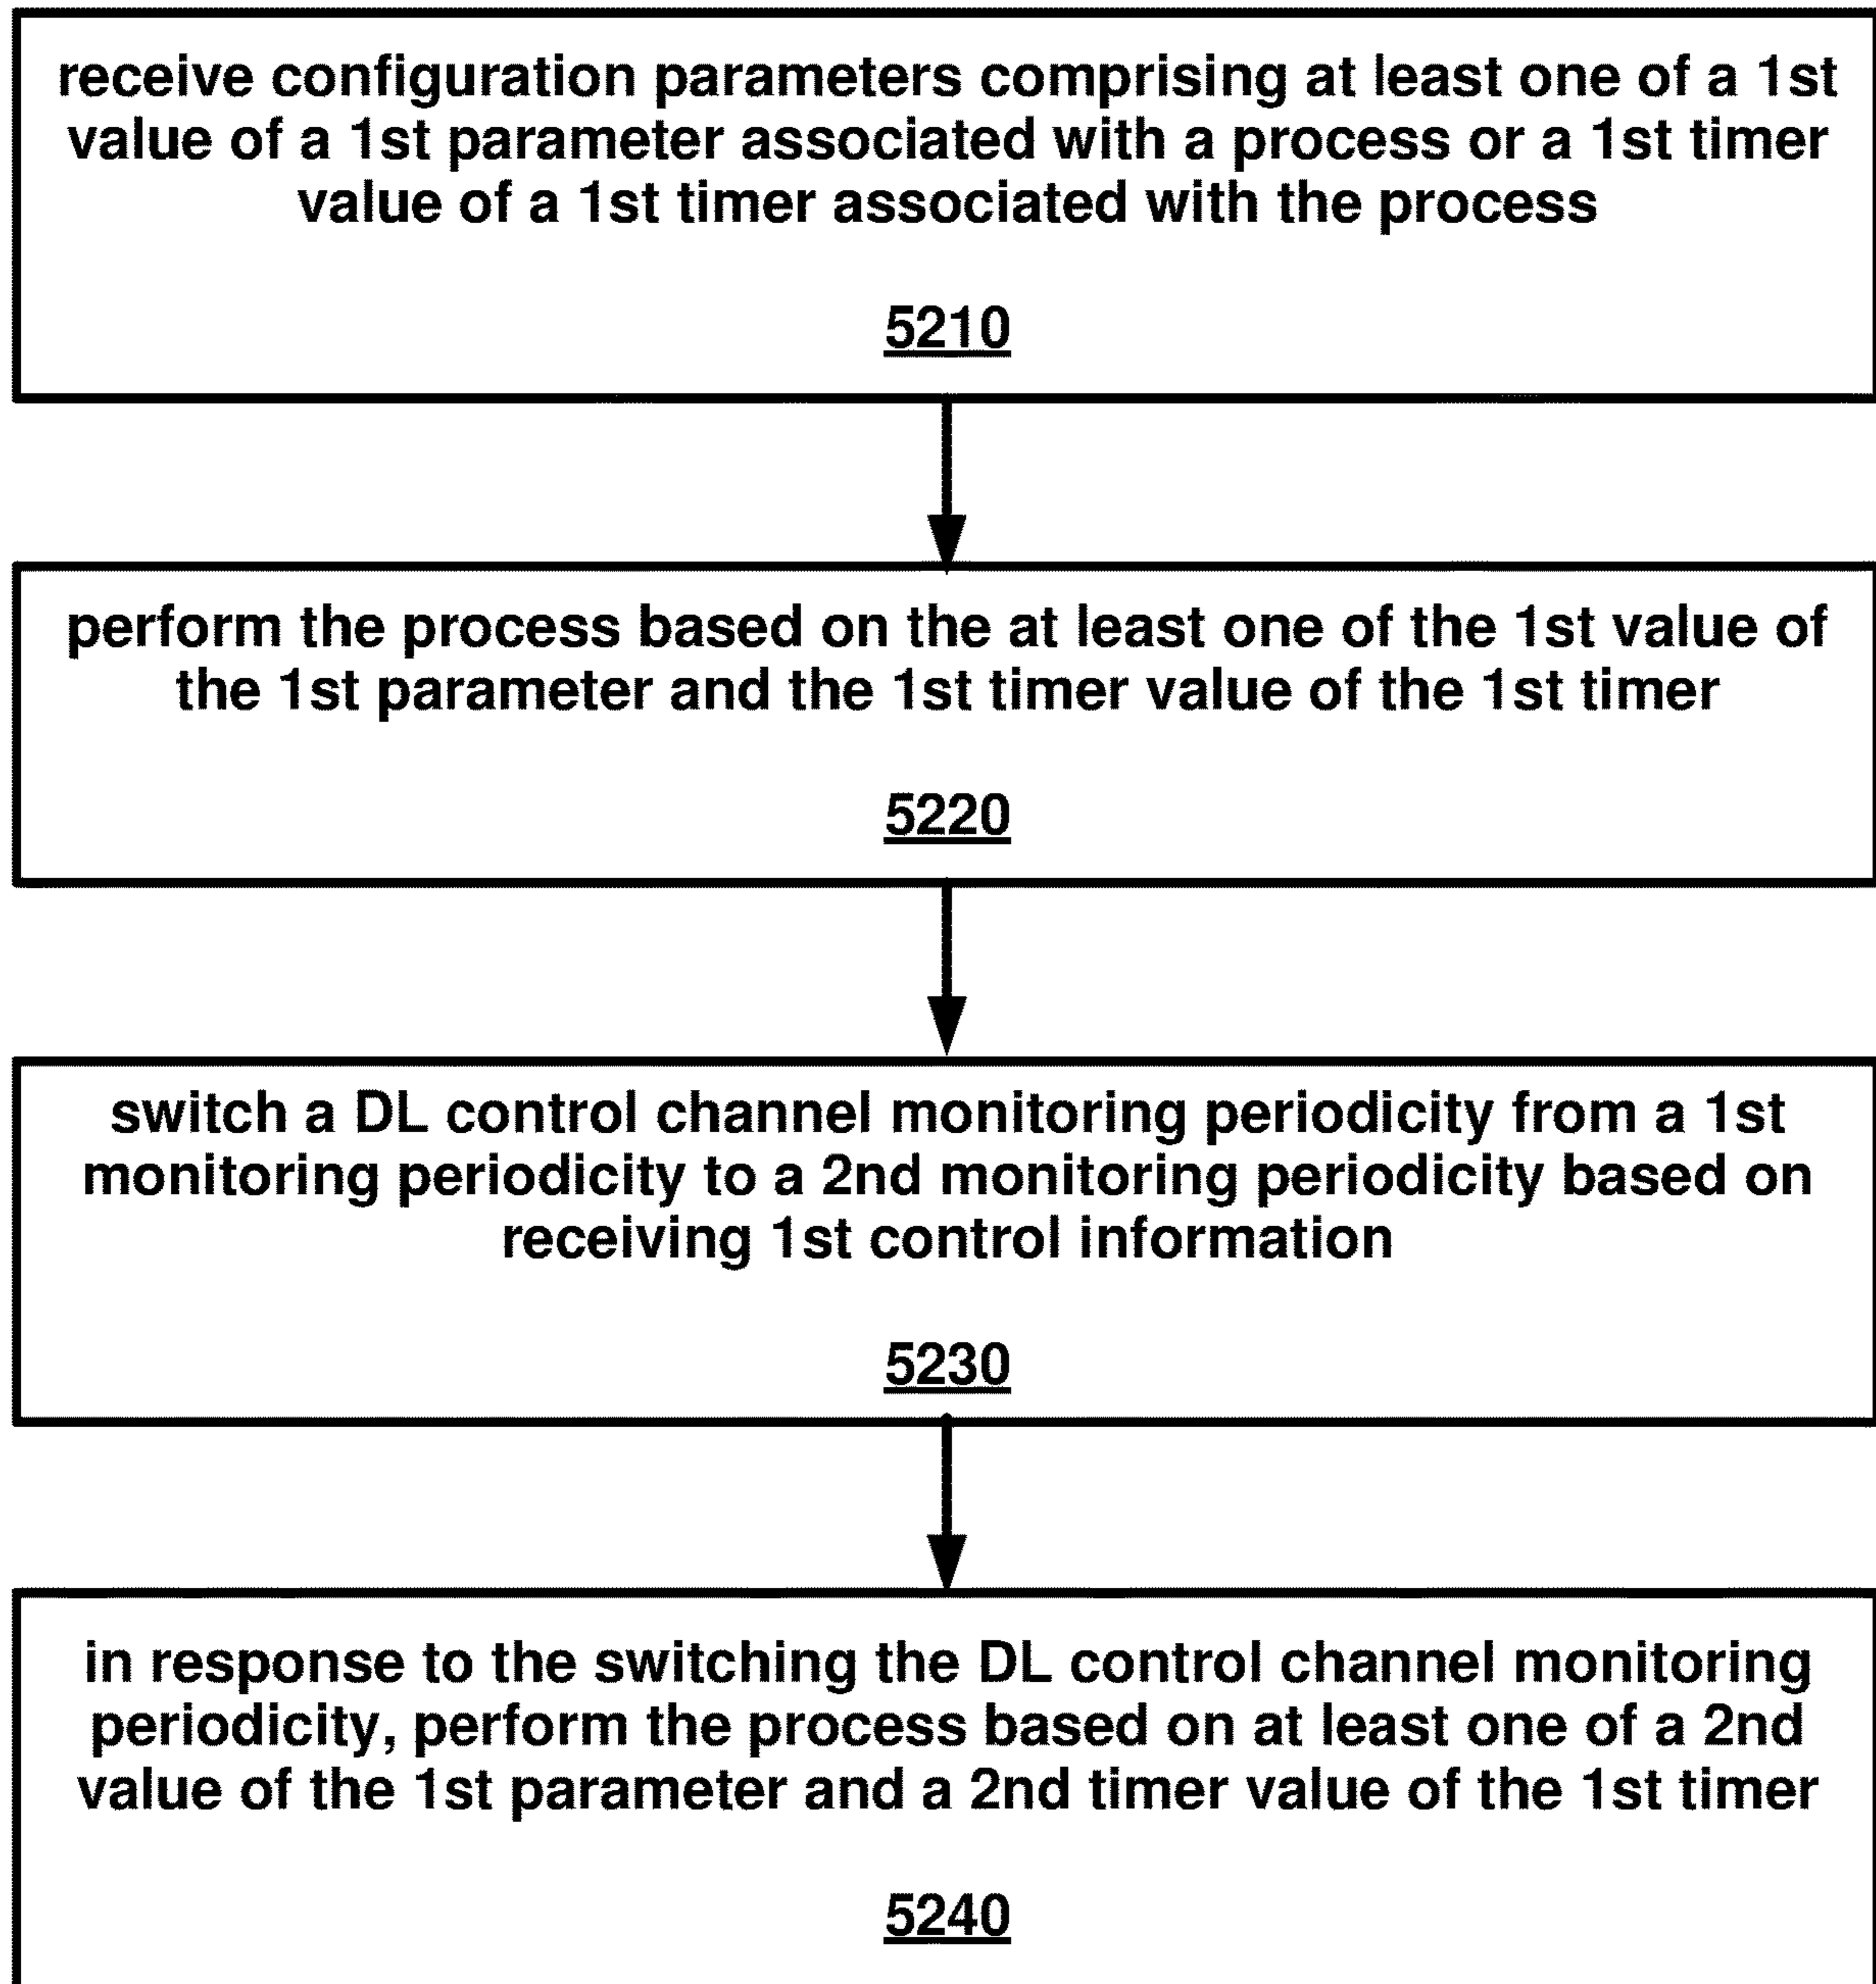 receive configuration parameters comprising at least one of a 1st
value of a 1st parameter associated with a process or a 1st timer
value of a 1st timer associated with the process
5210
perform the process based on the at least one of the 1st value of
the 1st parameter and the 1st timer value of the 1st timer
5220
switch a DL control channel monitoring periodicity from a 1st
monitoring periodicity to a 2nd monitoring periodicity based on
receiving 1st control information
5230
in response to the switching the DL control channel monitoring
periodicity, perform the process based on at least one of a 2nd
value of the 1st parameter and a 2nd timer value of the 1st timer
5240